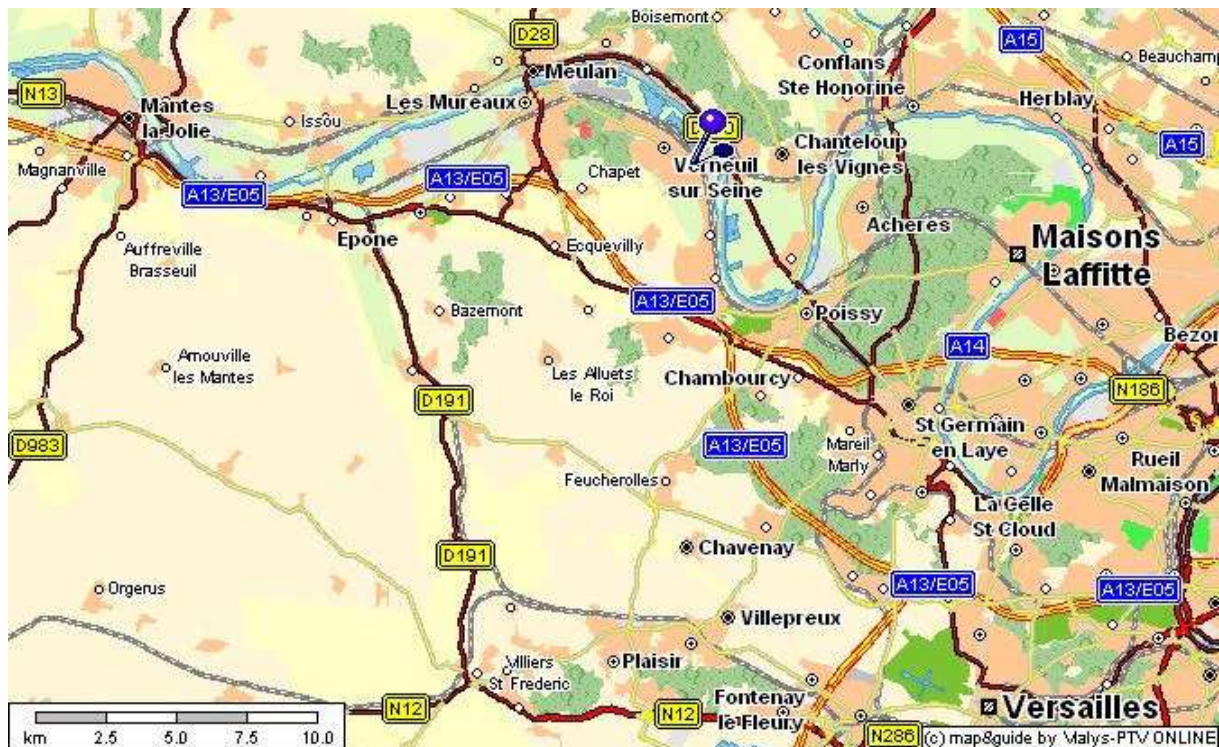 Boisemont
D28
A15
Beauchamp
Conflans
Ste Honorine
Meulan
N13
Les Mureaux
Herblay
Mantes
la Jolie
Issou
Chanteloup
les Vignes
A15
Magnanville
Verneuil
sur Seine
Chapet
A13/E05
A13/E05
Acheres
Epone
Ecquevilly
Maisons
Laffitte
Auffreville
Brasseuil
A13/E05
Bazemont
Poissy
Bezon
A14
Arnouville
les Mantes
Les Alluets
le Roi
Chambourcy
N186
D191
St Germain
en Laye
D983
A13/E05
Mareil
Marly
Rueil
Malmaison
Feucherolles
La Celle
St Cloud
D191
Chavenay
A13/E05
A13/E05
Orgerus
Villepreux
Villiers
St Frederic
Plaisir
Fontenay
le Fleury
N12
N12
Versailles
N286
km 2.5 5.0 7.5 10.0
(c) map&guide by Malys-PTV ONLINE